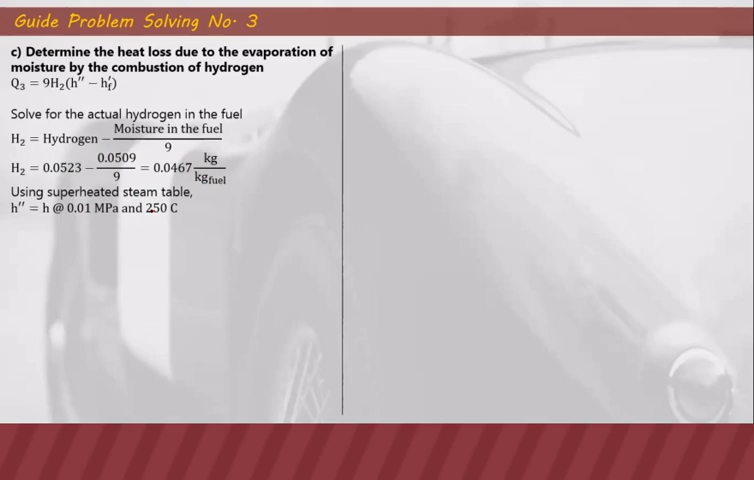 Guide Problem Solving No. 3
c) Determine the heat loss due to the evaporation of
moisture by the combustion of hydrogen
Q₃ = 9H₂(h″ − h′f)
Solve for the actual hydrogen in the fuel
H₂ = Hydrogen − Moisture in the fuel / 9
H₂ = 0.0523 − 0.0509 / 9 = 0.0467 kg / kgfuel
Using superheated steam table,
h″ = h @ 0.01 MPa and 250 C